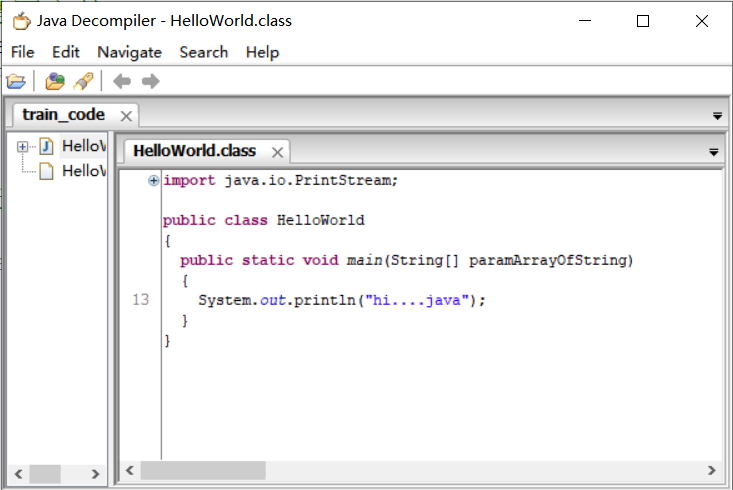 Java Decompiler - HelloWorld.class
File Edit Navigate Search Help
train_code
HelloW
HelloW
HelloWorld.class
import java.io.PrintStream;
public class HelloWorld
{
public static void main(String[] paramArrayOfString)
{
13 System.out.println("hi....java");
}
}